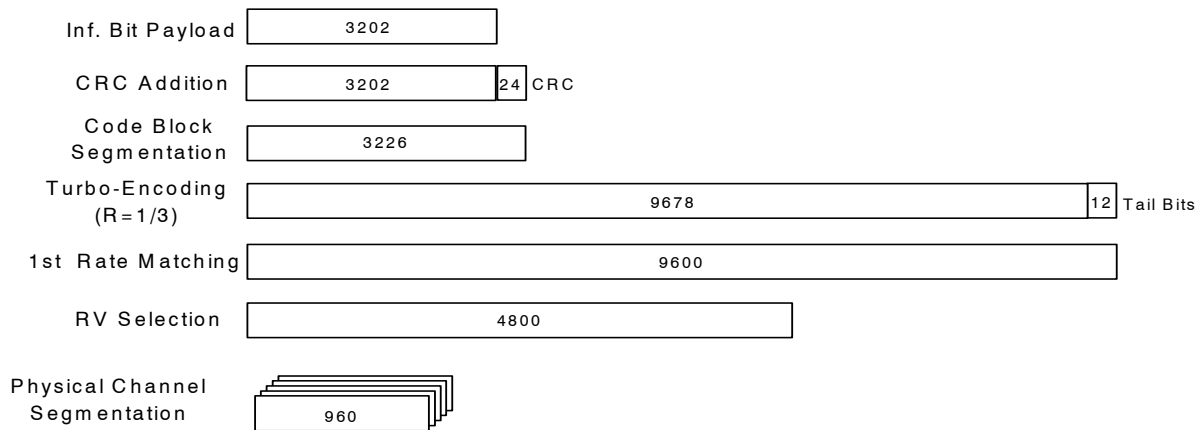 Inf. Bit Payload 3202
CRC Addition 3202 24 CRC
Code Block
Segmentation 3226
Turbo-Encoding
(R=1/3) 9678 12 Tail Bits
1st Rate Matching 9600
RV Selection 4800
Physical Channel
Segmentation 960